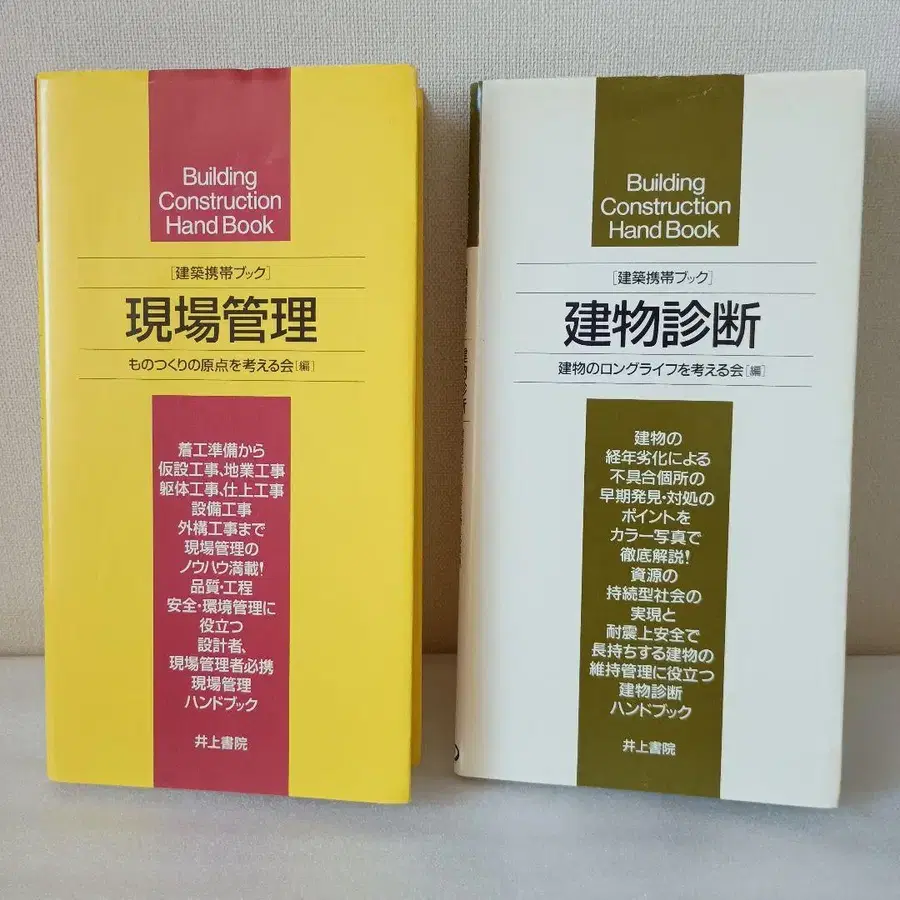 Building
Construction
Hand Book
[建築携帯ブック]
現場管理
ものつくりの原点を考える会[編]
着工準備から
仮設工事、地業工事
躯体工事、仕上工事
設備工事
外構工事まで
現場管理の
ノウハウ満載!
品質・工程
安全・環境管理に
役立つ
設計者、
現場管理者必携
現場管理
ハンドブック
井上書院
Building
Construction
Hand Book
[建築携帯ブック]
建物診断
建物のロングライフを考える会[編]
建物の
経年劣化による
不具合個所の
早期発見・対処の
ポイントを
カラー写真で
徹底解説!
資源の
持続型社会の
実現と
耐震上安全で
長持ちする建物の
維持管理に役立つ
建物診断
ハンドブック
井上書院
建物診断